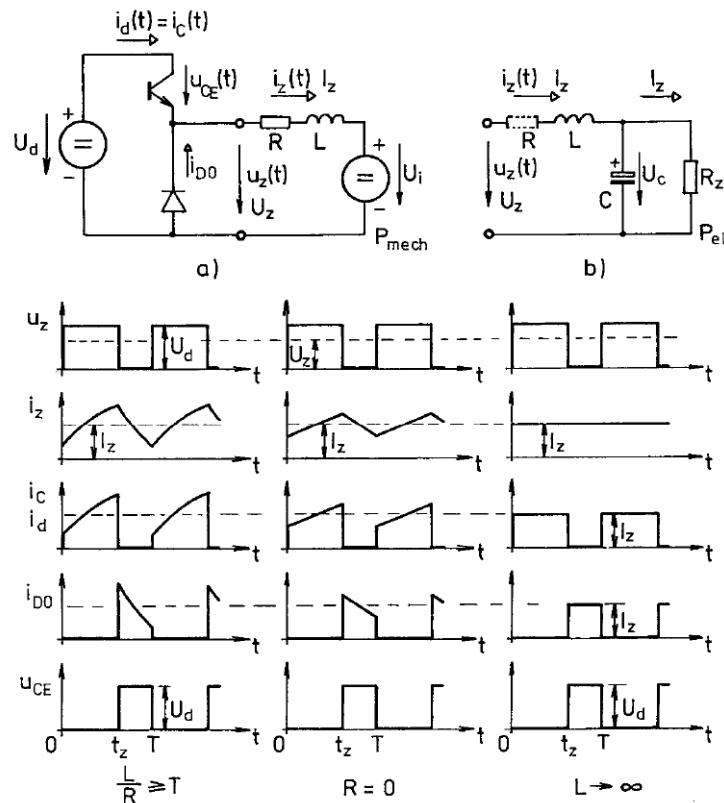 i_d(t) = i_C(t)
u_CE(t)
i_z(t) I_z
R L
U_d
+
−
=
i_D0
u_z(t)
U_z
+
=
−
U_i
P_mech
a)
i_z(t) I_z
I_z
R L
u_z(t)
U_z
+
C
U_c
R_z
P_el
b)
u_z
U_d
t
U_z
t
t
i_z
I_z
t
I_z
t
I_z
t
i_C
i_d
t
t
I_z
t
i_D0
t
t
I_z
t
u_CE
U_d
t
t
U_d
t
0 t_z T
0 t_z T
0 t_z T
L/R ≥ T
R = 0
L → ∞